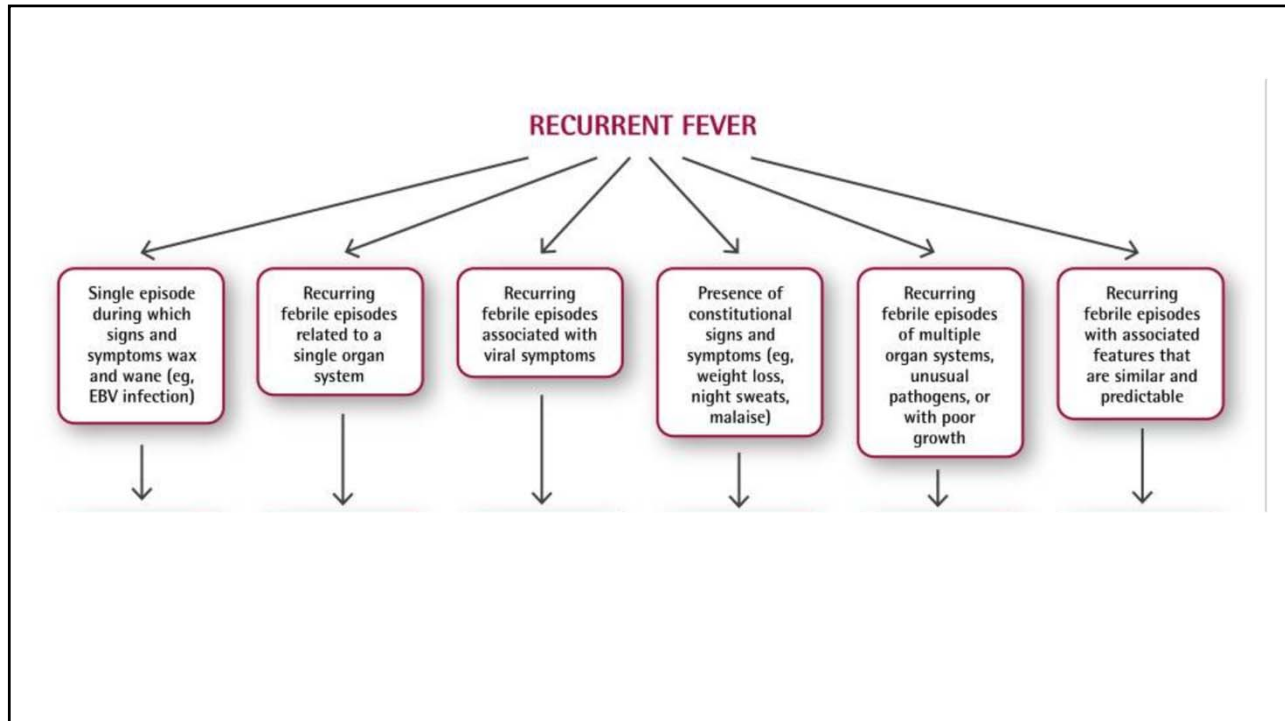 RECURRENT FEVER
Single episode
during which
signs and
symptoms wax
and wane (eg,
EBV infection)
Recurring
febrile episodes
related to a
single organ
system
Recurring
febrile episodes
associated with
viral symptoms
Presence of
constitutional
signs and
symptoms (eg,
weight loss,
night sweats,
malaise)
Recurring
febrile episodes
of multiple
organ systems,
unusual
pathogens, or
with poor
growth
Recurring
febrile episodes
with associated
features that
are similar and
predictable